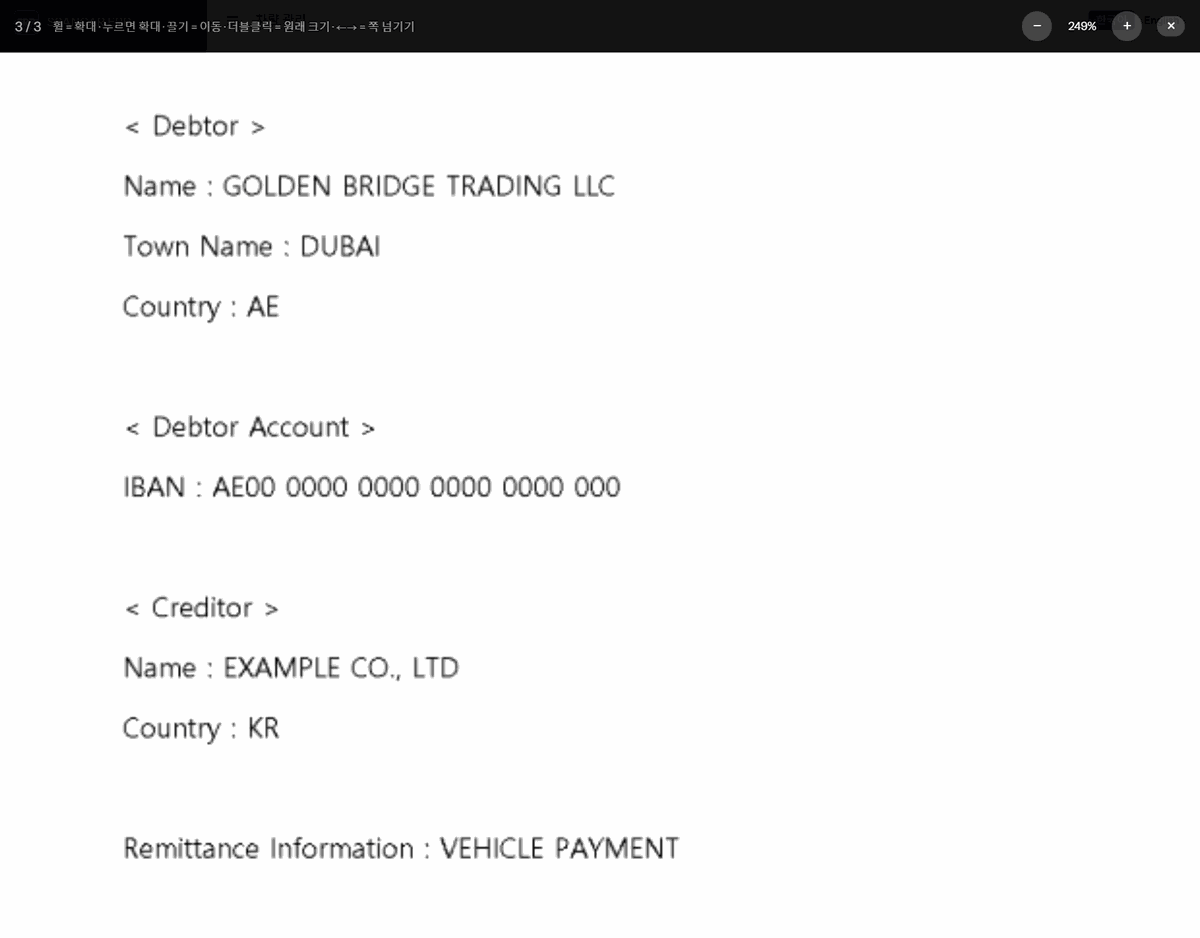 3 / 3 휠 = 확대 · 누르면 확대 · 끌기 = 이동 · 더블클릭 = 원래 크기 · ←→ = 쪽 넘기기
− 249% + ×
< Debtor >
Name : GOLDEN BRIDGE TRADING LLC
Town Name : DUBAI
Country : AE
< Debtor Account >
IBAN : AE00 0000 0000 0000 0000 000
< Creditor >
Name : EXAMPLE CO., LTD
Country : KR
Remittance Information : VEHICLE PAYMENT